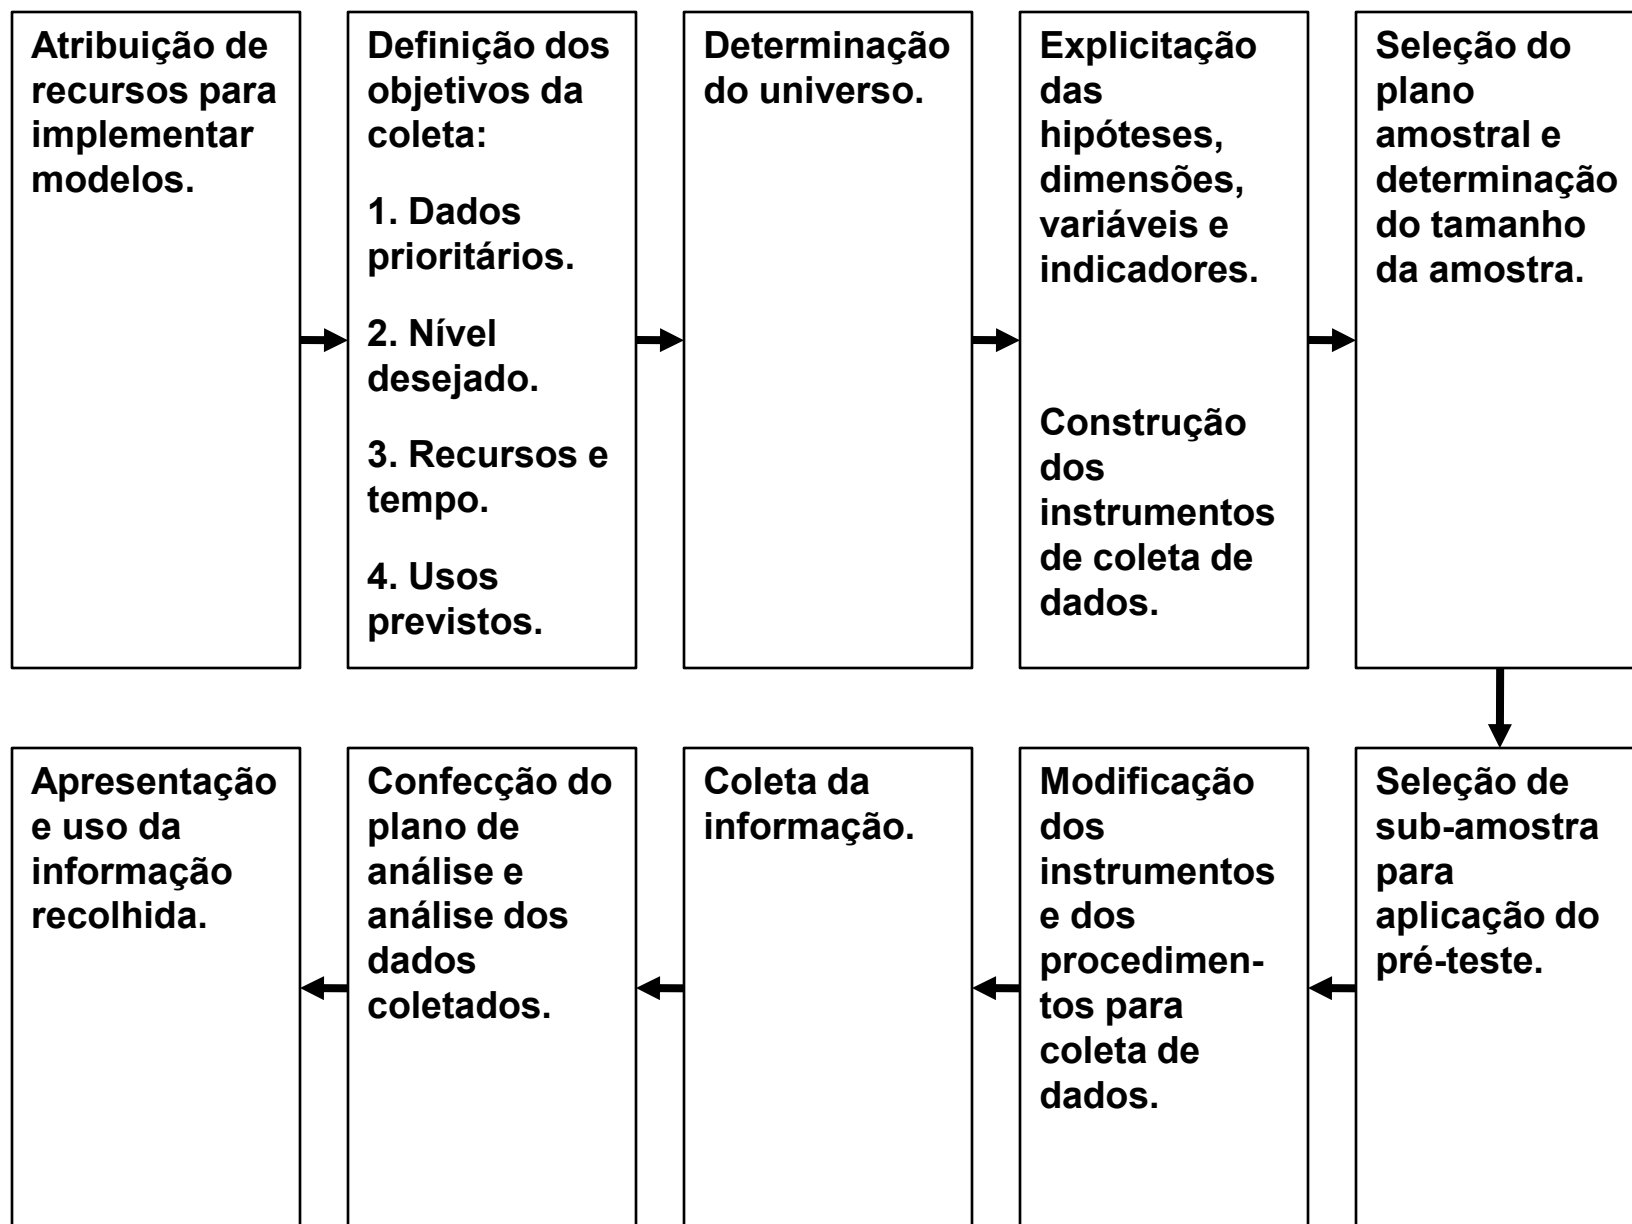 Atribuição de
recursos para
implementar
modelos.
Definição dos
objetivos da
coleta:
1. Dados
prioritários.
2. Nível
desejado.
3. Recursos e
tempo.
4. Usos
previstos.
Determinação
do universo.
Explicitação
das
hipóteses,
dimensões,
variáveis e
indicadores.
Construção
dos
instrumentos
de coleta de
dados.
Seleção do
plano
amostral e
determinação
do tamanho
da amostra.
Seleção de
sub-amostra
para
aplicação do
pré-teste.
Modificação
dos
instrumentos
e dos
procedimen-
tos para
coleta de
dados.
Coleta da
informação.
Confecção do
plano de
análise e
análise dos
dados
coletados.
Apresentação
e uso da
informação
recolhida.